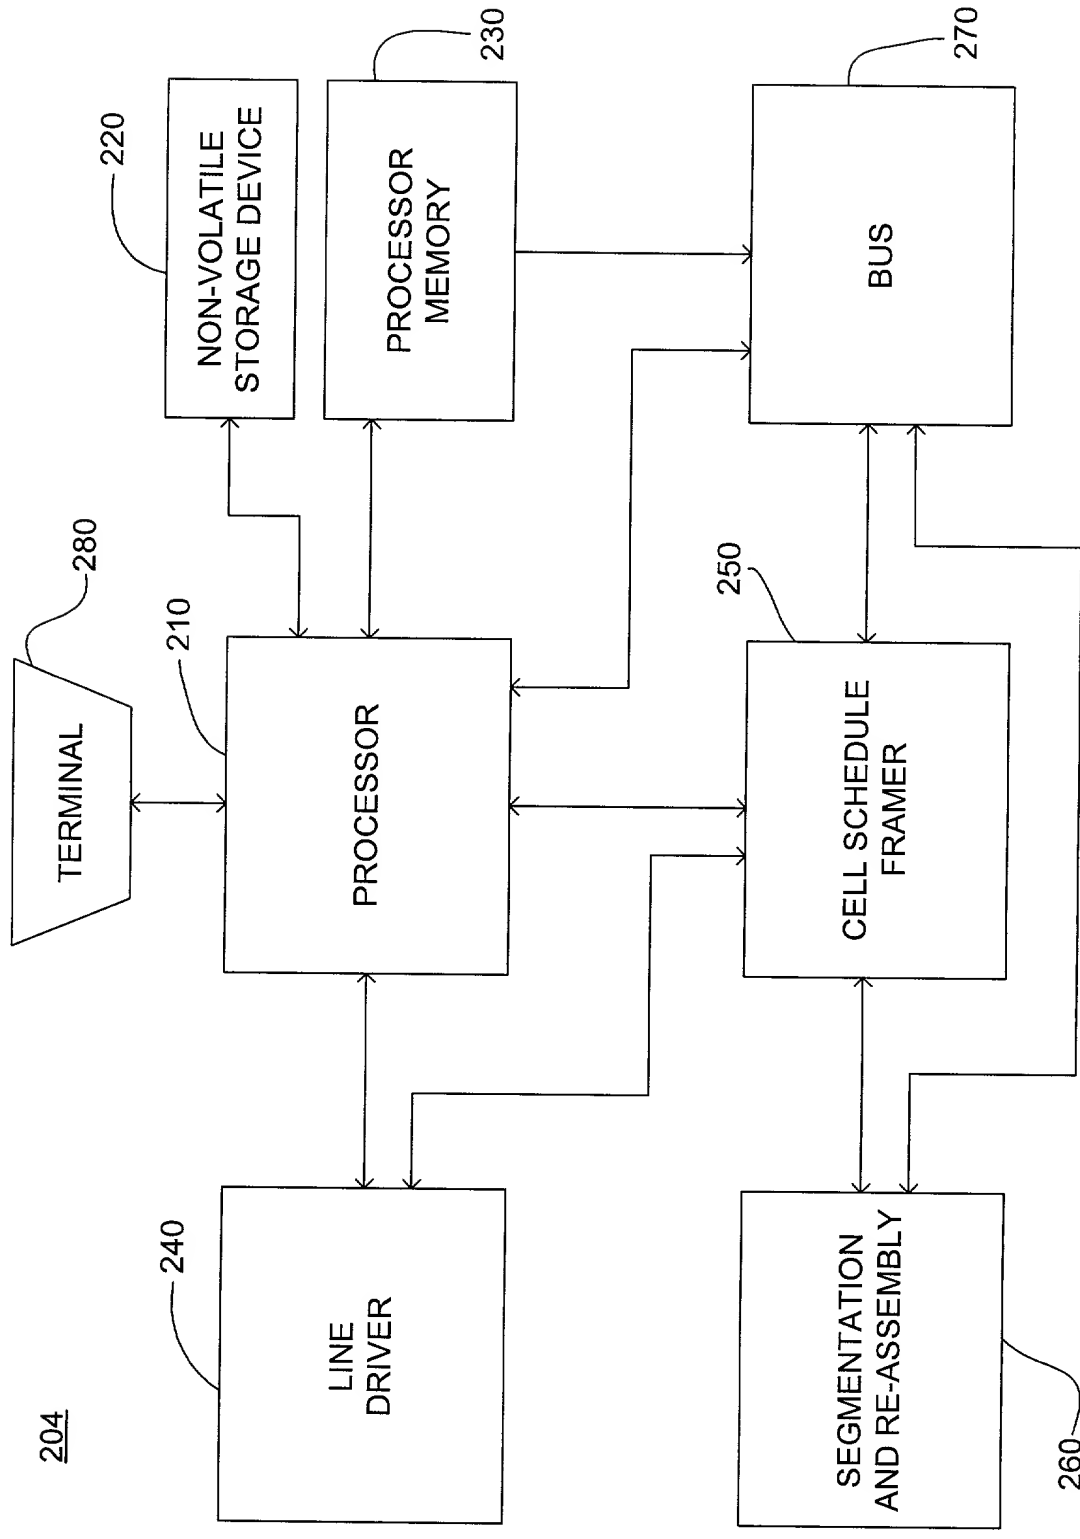 204
280
TERMINAL
220
NON-VOLATILE
STORAGE DEVICE
240
LINE
DRIVER
210
PROCESSOR
230
PROCESSOR
MEMORY
260
SEGMENTATION
AND RE-ASSEMBLY
250
CELL SCHEDULE
FRAMER
270
BUS